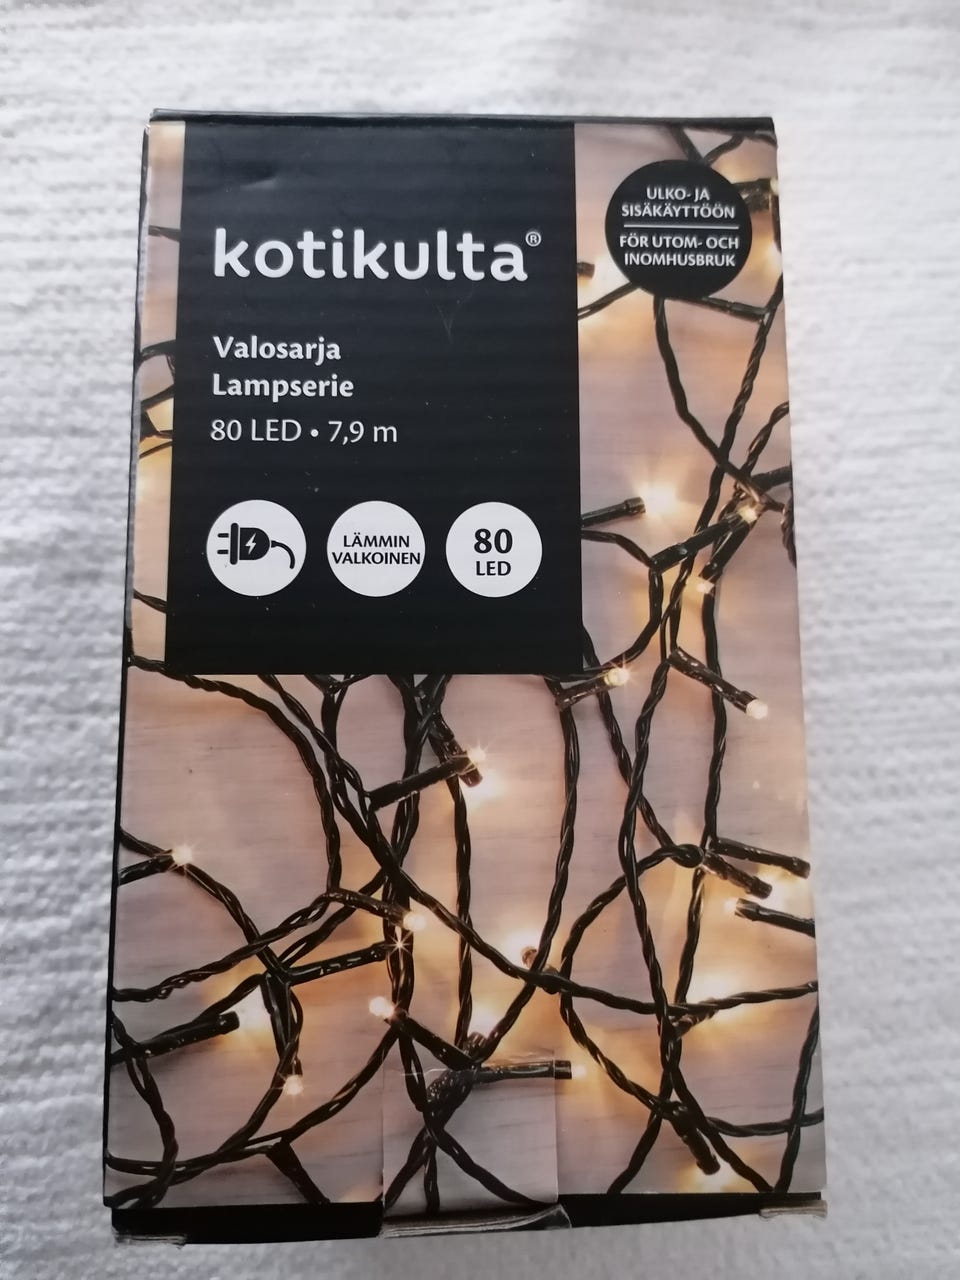 kotikulta®
Valosarja
Lampserie
80 LED • 7,9 m
LÄMMIN
VALKOINEN
80
LED
ULKO- JA
SISÄKÄYTTÖÖN
FÖR UTOM- OCH
INOMHUSBRUK